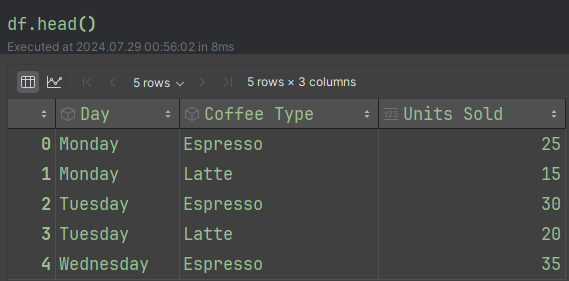 df.head()
Executed at 2024.07.29 00:56:02 in 8ms
5 rows 5 rows × 3 columns
Day Coffee Type 123 Units Sold
0 Monday Espresso 25
1 Monday Latte 15
2 Tuesday Espresso 30
3 Tuesday Latte 20
4 Wednesday Espresso 35